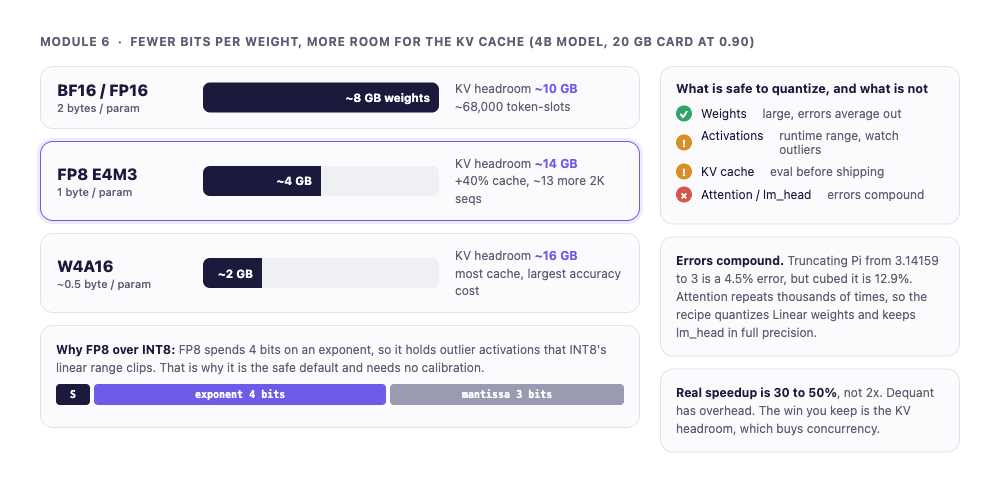 MODULE 6 · FEWER BITS PER WEIGHT, MORE ROOM FOR THE KV CACHE (4B MODEL, 20 GB CARD AT 0.90)
BF16 / FP16
2 bytes / param
~8 GB weights
KV headroom ~10 GB
~68,000 token-slots
FP8 E4M3
1 byte / param
~4 GB
KV headroom ~14 GB
+40% cache, ~13 more 2K
seqs
W4A16
~0.5 byte / param
~2 GB
KV headroom ~16 GB
most cache, largest accuracy
cost
Why FP8 over INT8: FP8 spends 4 bits on an exponent, so it holds outlier activations that INT8's
linear range clips. That is why it is the safe default and needs no calibration.
S
exponent 4 bits
mantissa 3 bits
What is safe to quantize, and what is not
Weights large, errors average out
Activations runtime range, watch
outliers
KV cache eval before shipping
Attention / lm_head errors compound
Errors compound. Truncating Pi from 3.14159
to 3 is a 4.5% error, but cubed it is 12.9%.
Attention repeats thousands of times, so the
recipe quantizes Linear weights and keeps
lm_head in full precision.
Real speedup is 30 to 50%, not 2x. Dequant
has overhead. The win you keep is the KV
headroom, which buys concurrency.